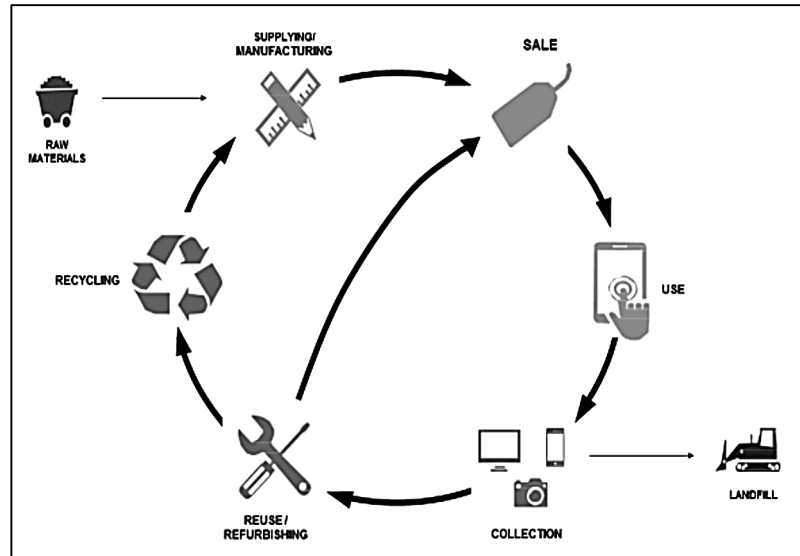 SUPPLYING/
MANUFACTURING
SALE
RAW
MATERIALS
RECYCLING
USE
REUSE/
REFURBISHING
COLLECTION
LANDFILL